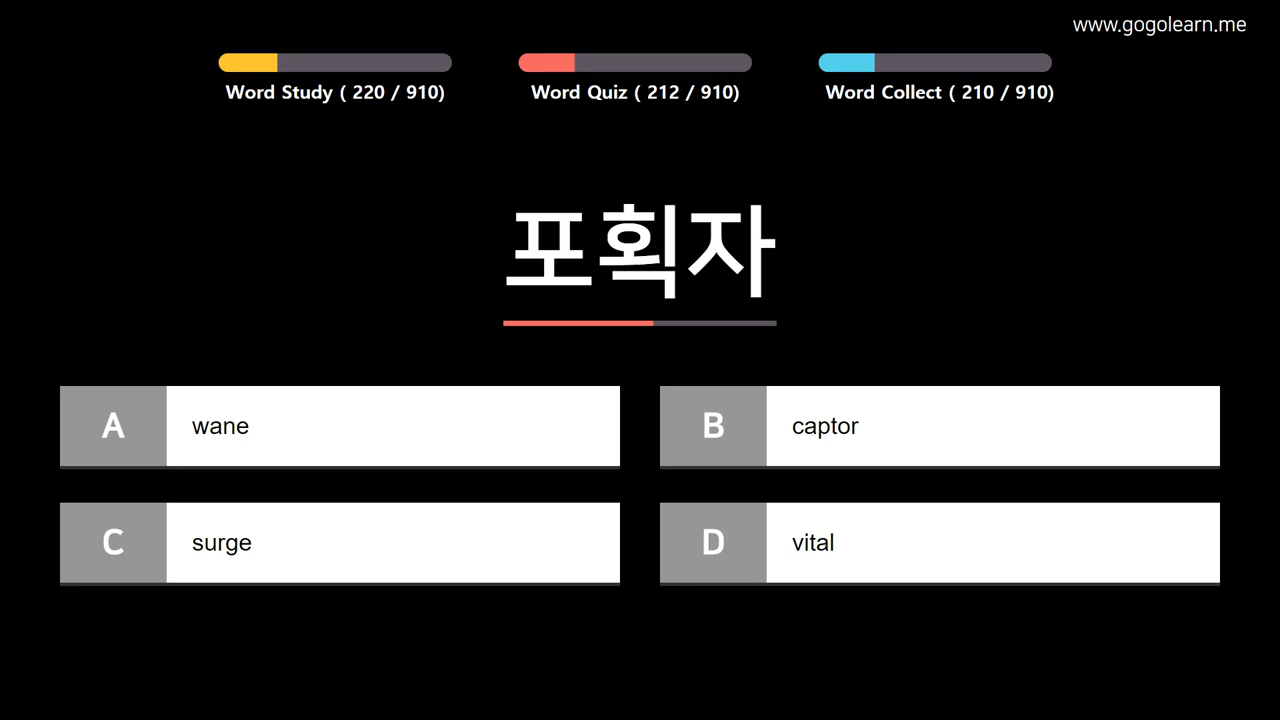 www.gogolearn.me
Word Study ( 220 / 910)
Word Quiz ( 212 / 910)
Word Collect ( 210 / 910)
포획자
A wane
B captor
C surge
D vital